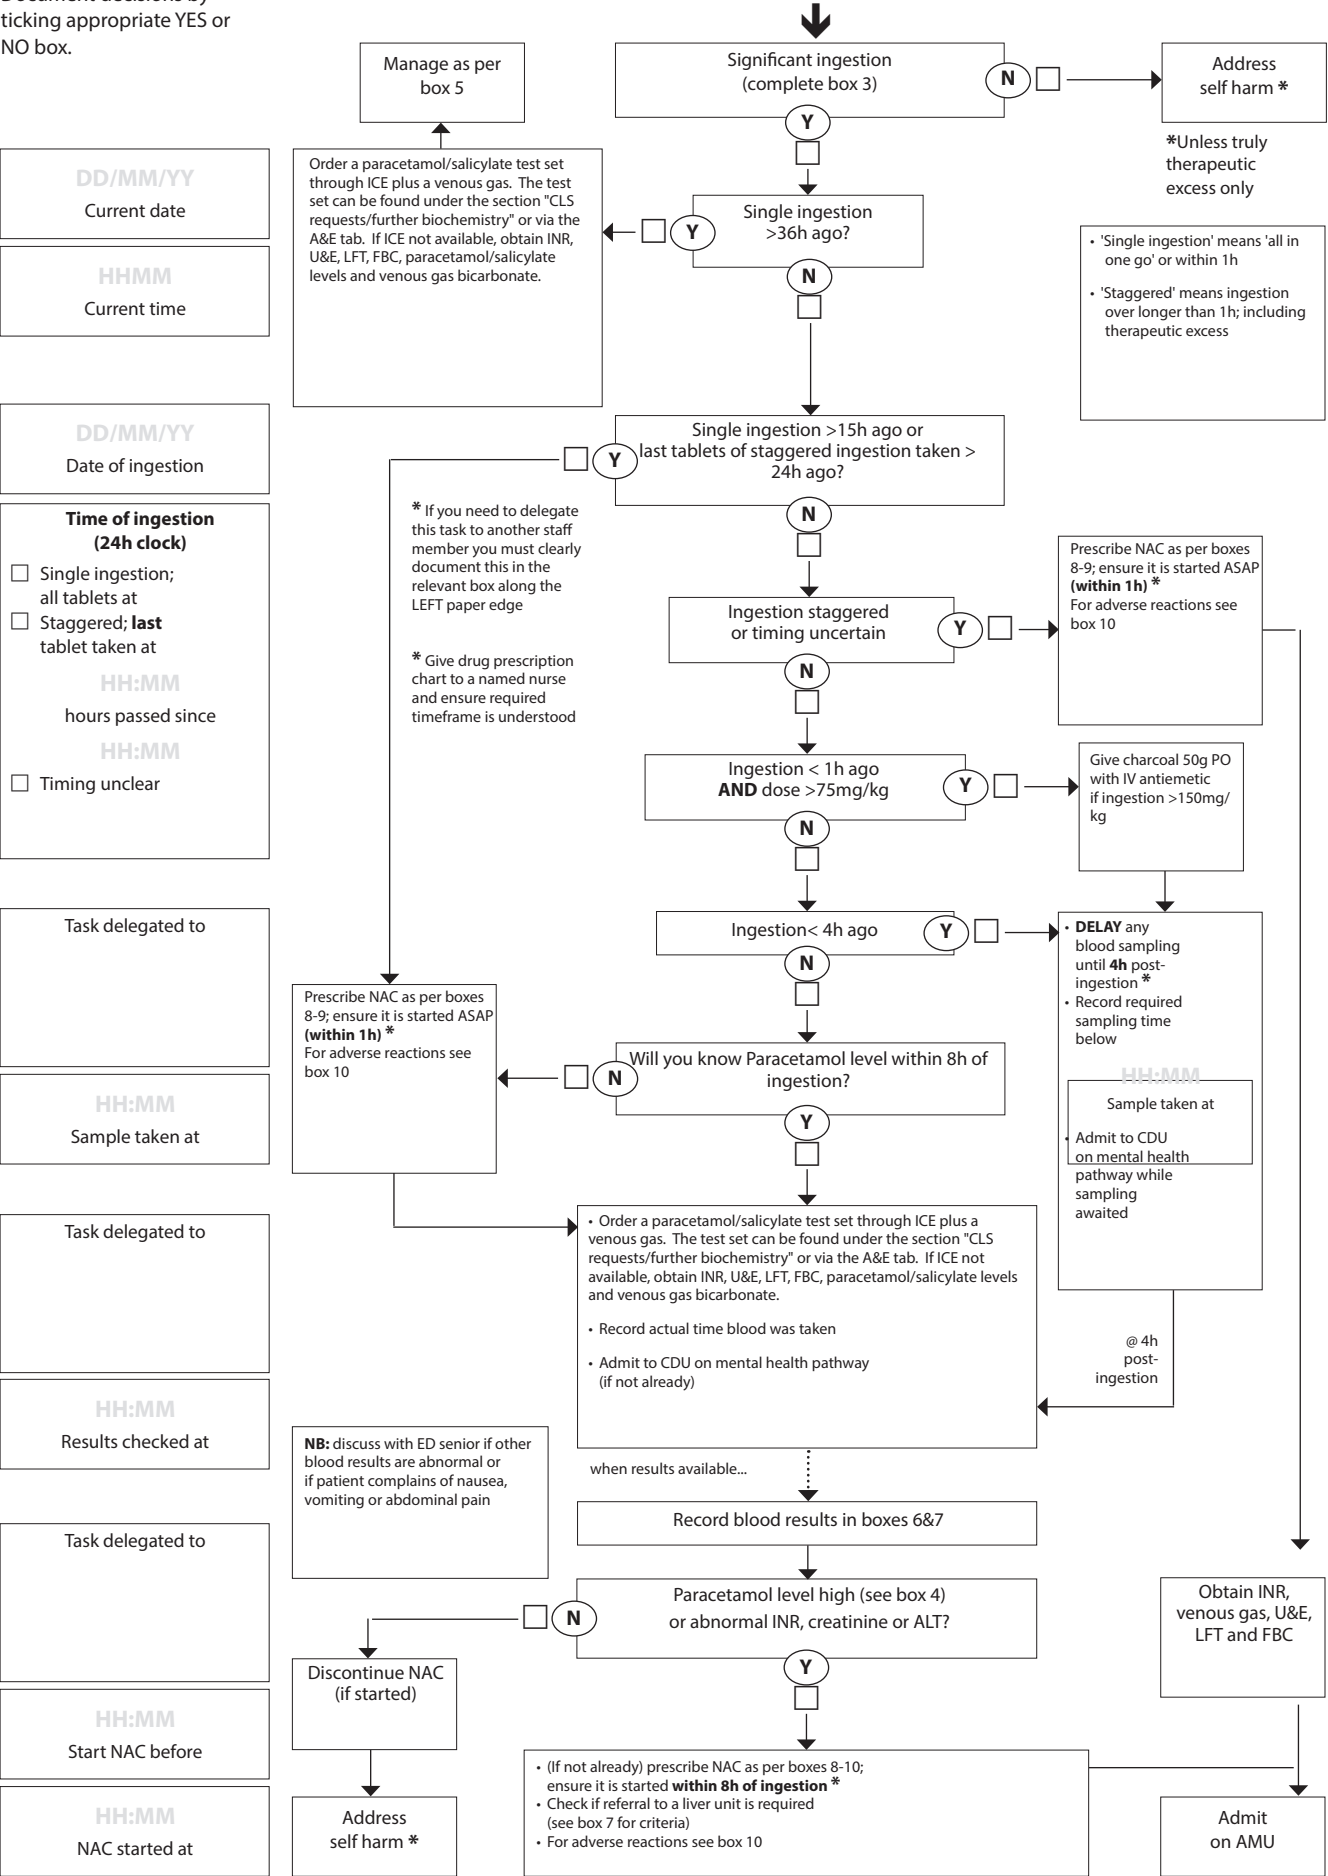 Document decisions by
ticking appropriate YES or
NO box.
Manage as per
box 5
Significant ingestion
(complete box 3)
N
Address
self harm *
Y
*Unless truly
therapeutic
excess only
DD/MM/YY
Current date
HHMM
Current time
Order a paracetamol/salicylate test set
through ICE plus a venous gas. The test
set can be found under the section "CLS
requests/further biochemistry" or via the
A&E tab. If ICE not available, obtain INR,
U&E, LFT, FBC, paracetamol/salicylate
levels and venous gas bicarbonate.
Y
Single ingestion
>36h ago?
N
• 'Single ingestion' means 'all in
one go' or within 1h
• 'Staggered' means ingestion
over longer than 1h; including
therapeutic excess
DD/MM/YY
Date of ingestion
Y
Single ingestion >15h ago or
last tablets of staggered ingestion taken >
24h ago?
N
Time of ingestion
(24h clock)
Single ingestion;
all tablets at
Staggered; last
tablet taken at
HH:MM
hours passed since
HH:MM
Timing unclear
* If you need to delegate
this task to another staff
member you must clearly
document this in the
relevant box along the
LEFT paper edge
* Give drug prescription
chart to a named nurse
and ensure required
timeframe is understood
Ingestion staggered
or timing uncertain
Y
N
Prescribe NAC as per boxes
8-9; ensure it is started ASAP
(within 1h) *
For adverse reactions see
box 10
Ingestion < 1h ago
AND dose >75mg/kg
Y
N
Give charcoal 50g PO
with IV antiemetic
if ingestion >150mg/
kg
Task delegated to
Ingestion< 4h ago
Y
N
• DELAY any
blood sampling
until 4h post-
ingestion *
• Record required
sampling time
below
HH:MM
Sample taken at
• Admit to CDU
on mental health
pathway while
sampling
awaited
Prescribe NAC as per boxes
8-9; ensure it is started ASAP
(within 1h) *
For adverse reactions see
box 10
N
Will you know Paracetamol level within 8h of
ingestion?
Y
HH:MM
Sample taken at
Task delegated to
• Order a paracetamol/salicylate test set through ICE plus a
venous gas. The test set can be found under the section "CLS
requests/further biochemistry" or via the A&E tab. If ICE not
available, obtain INR, U&E, LFT, FBC, paracetamol/salicylate levels
and venous gas bicarbonate.
• Record actual time blood was taken
• Admit to CDU on mental health pathway
(if not already)
@ 4h
post-
ingestion
HH:MM
Results checked at
NB: discuss with ED senior if other
blood results are abnormal or
if patient complains of nausea,
vomiting or abdominal pain
when results available...
Record blood results in boxes 6&7
Task delegated to
N
Paracetamol level high (see box 4)
or abnormal INR, creatinine or ALT?
Y
Obtain INR,
venous gas, U&E,
LFT and FBC
Discontinue NAC
(if started)
HH:MM
Start NAC before
HH:MM
NAC started at
Address
self harm *
• (If not already) prescribe NAC as per boxes 8-10;
ensure it is started within 8h of ingestion *
• Check if referral to a liver unit is required
(see box 7 for criteria)
• For adverse reactions see box 10
Admit
on AMU